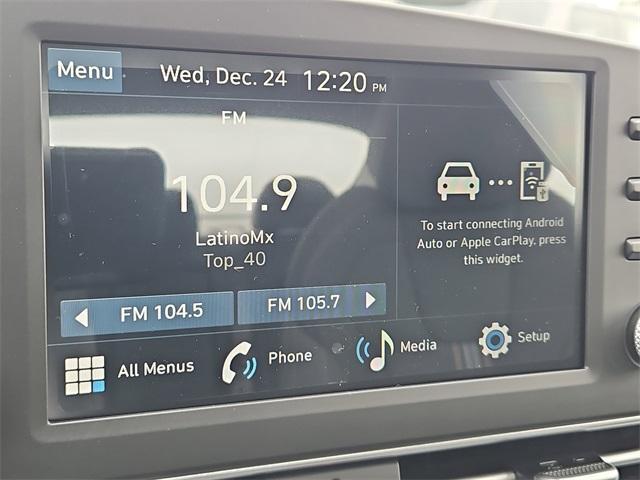 Menu Wed, Dec. 24 12:20 PM
FM
104.9
LatinoMx
Top_40
To start connecting Android
Auto or Apple CarPlay, press
this widget.
FM 104.5 FM 105.7
All Menus Phone Media Setup